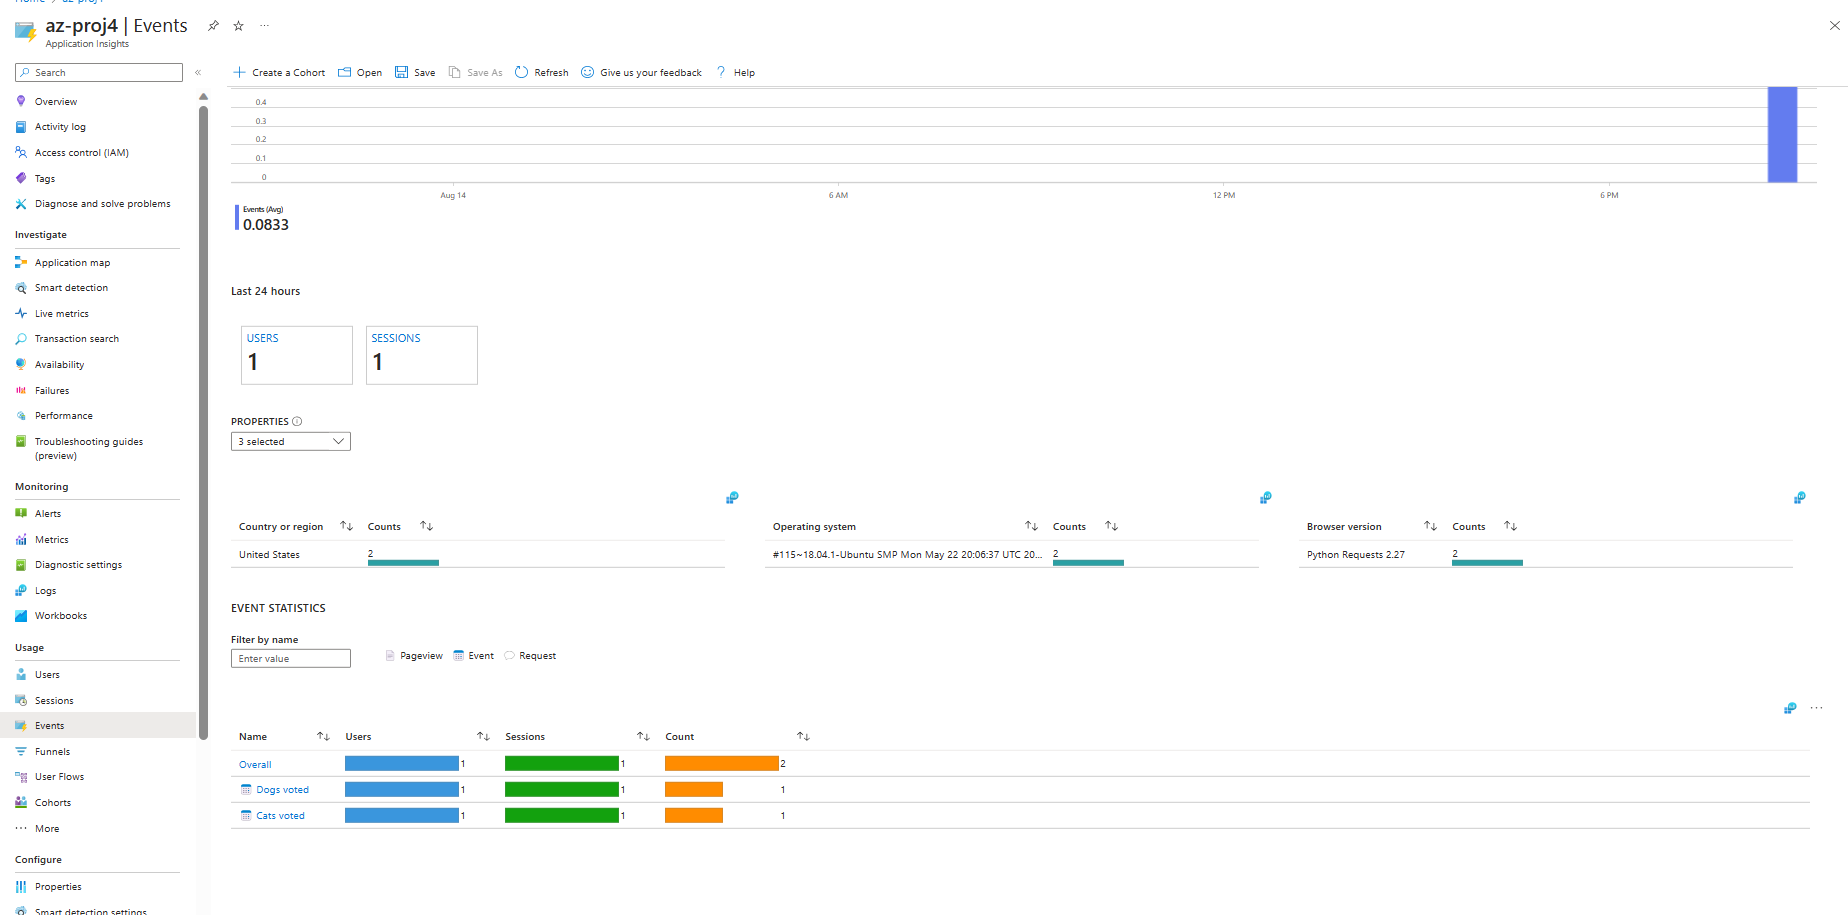 az-proj4 | Events
Application Insights
Search
Overview
Activity log
Access control (IAM)
Tags
Diagnose and solve problems
Investigate
Application map
Smart detection
Live metrics
Transaction search
Availability
Failures
Performance
Troubleshooting guides
(preview)
Monitoring
Alerts
Metrics
Diagnostic settings
Logs
Workbooks
Usage
Users
Sessions
Events
Funnels
User Flows
Cohorts
More
Configure
Properties
Smart detection settings
Create a Cohort Open Save Save As Refresh Give us your feedback Help
0.4
0.3
0.2
0.1
0
Aug 14 6 AM 12 PM 6 PM
Events (Avg)
0.0833
Last 24 hours
USERS SESSIONS
1 1
PROPERTIES
3 selected
Country or region Counts Operating system Counts Browser version Counts
United States 2 #115~18.04.1-Ubuntu SMP Mon May 22 20:06:37 UTC 20... 2 Python Requests 2.27 2
EVENT STATISTICS
Filter by name
Enter value Pageview Event Request
Name Users Sessions Count
Overall 1 1 2
Dogs voted 1 1 1
Cats voted 1 1 1